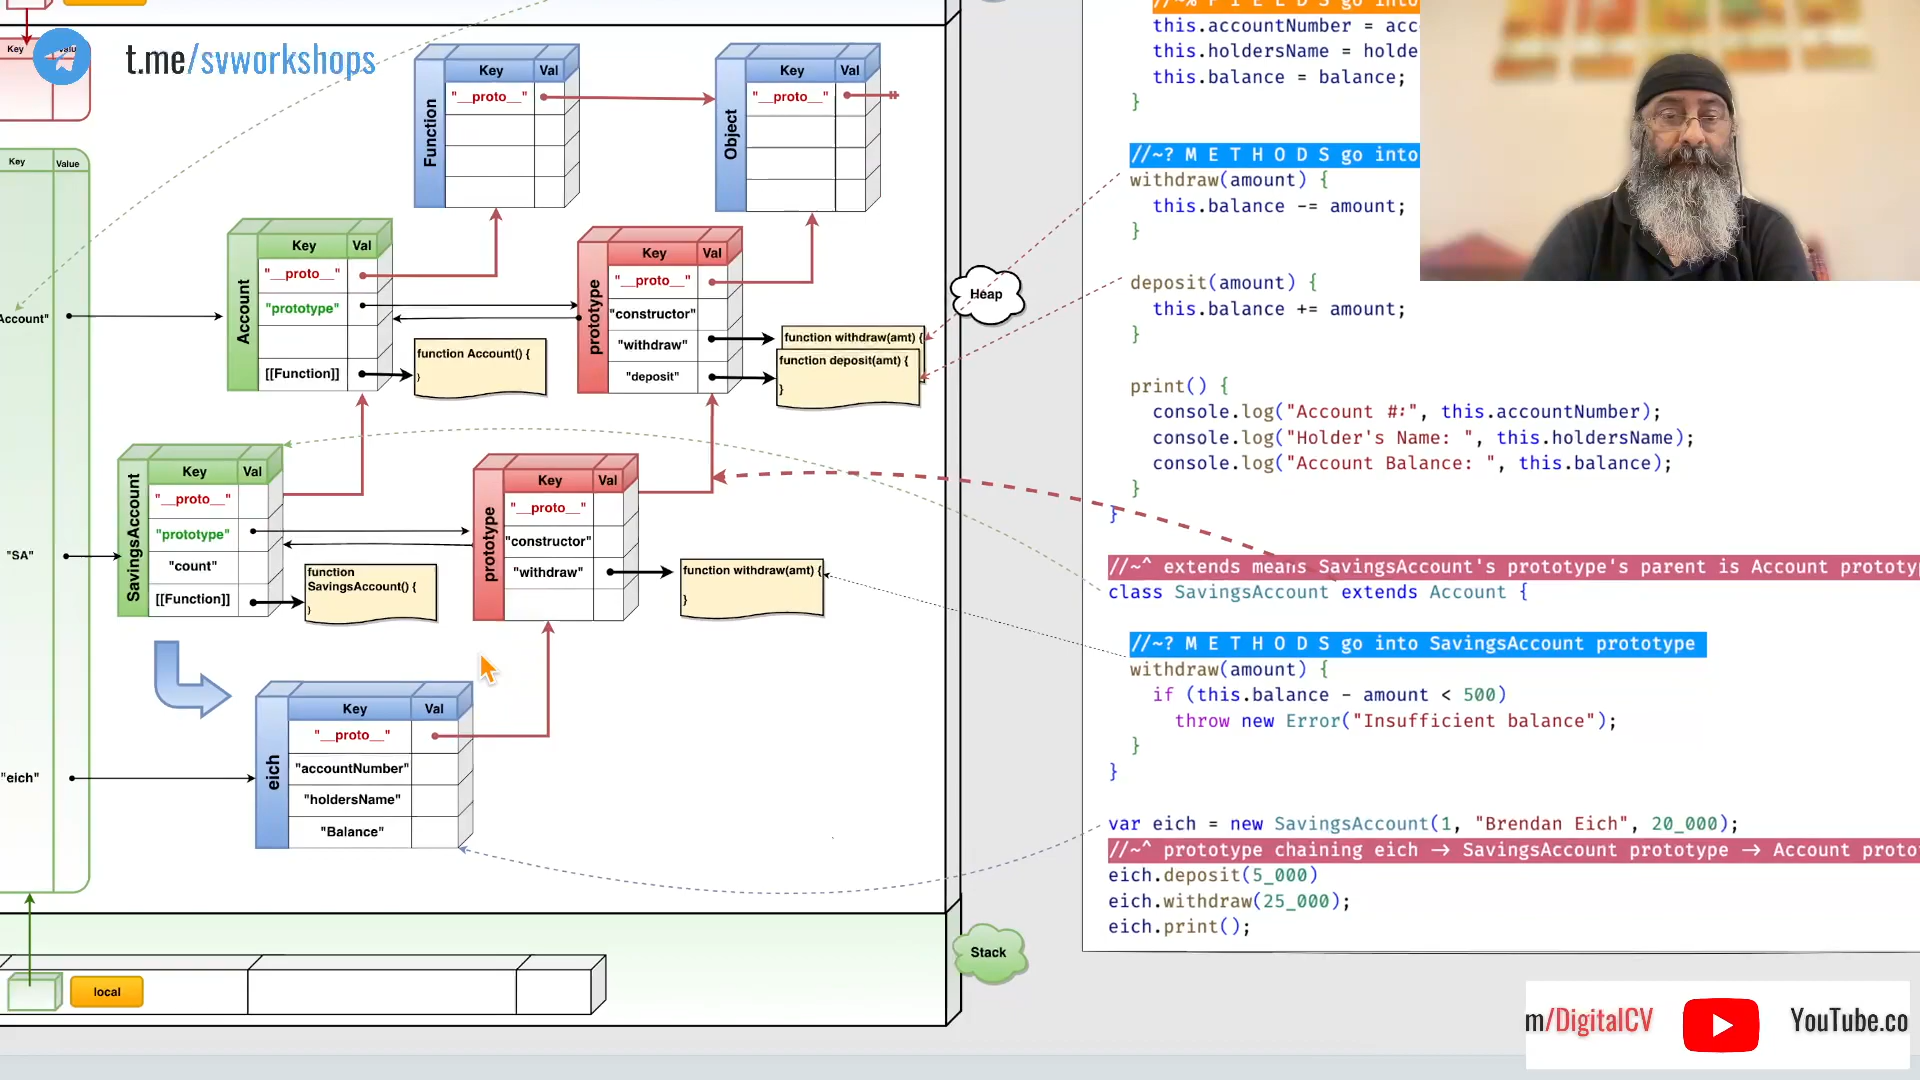 t.me/svworkshops
Key
Value
Key
Val
"__proto__"
Function
Key
Val
"__proto__"
Object
Key
Value
Account"
"SA"
"eich"
Key
Val
"__proto__"
"prototype"
[[Function]]
Account
function Account() {
}
Key
Val
"__proto__"
"constructor"
"withdraw"
"deposit"
prototype
function withdraw(amt) {
function deposit(amt) {
}
Heap
Key
Val
"__proto__"
"prototype"
"count"
[[Function]]
SavingsAccount
function
SavingsAccount() {
}
Key
Val
"__proto__"
"constructor"
"withdraw"
prototype
function withdraw(amt) {
}
Key
Val
"__proto__"
"accountNumber"
"holdersName"
"Balance"
eich
Stack
local
//~% F I E L D S go into
this.accountNumber = acc
this.holdersName = holde
this.balance = balance;
}
//~? M E T H O D S go into
withdraw(amount) {
this.balance -= amount;
}
deposit(amount) {
this.balance += amount;
}
print() {
console.log("Account #:", this.accountNumber);
console.log("Holder's Name: ", this.holdersName);
console.log("Account Balance: ", this.balance);
}
}
//~^ extends means SavingsAccount's prototype's parent is Account prototyp
class SavingsAccount extends Account {
//~? M E T H O D S go into SavingsAccount prototype
withdraw(amount) {
if (this.balance - amount < 500)
throw new Error("Insufficient balance");
}
}
var eich = new SavingsAccount(1, "Brendan Eich", 20_000);
//~^ prototype chaining eich → SavingsAccount prototype → Account proto
eich.deposit(5_000)
eich.withdraw(25_000);
eich.print();
m/DigitalCV
YouTube.co